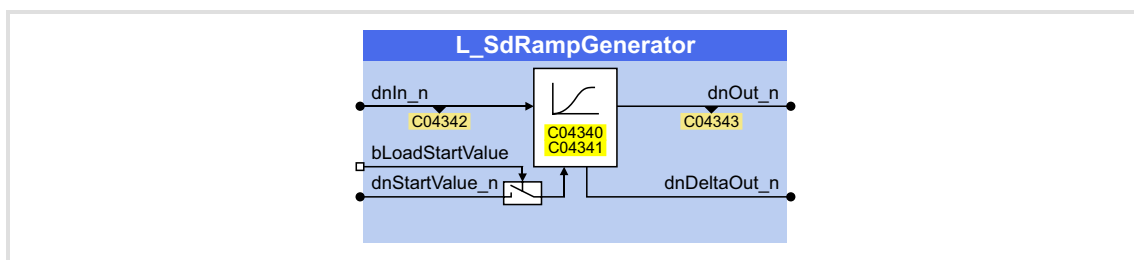 L_SdRampGenerator
dnIn_n
dnOut_n
C04342
C04343
C04340
C04341
bLoadStartValue
dnStartValue_n
dnDeltaOut_n